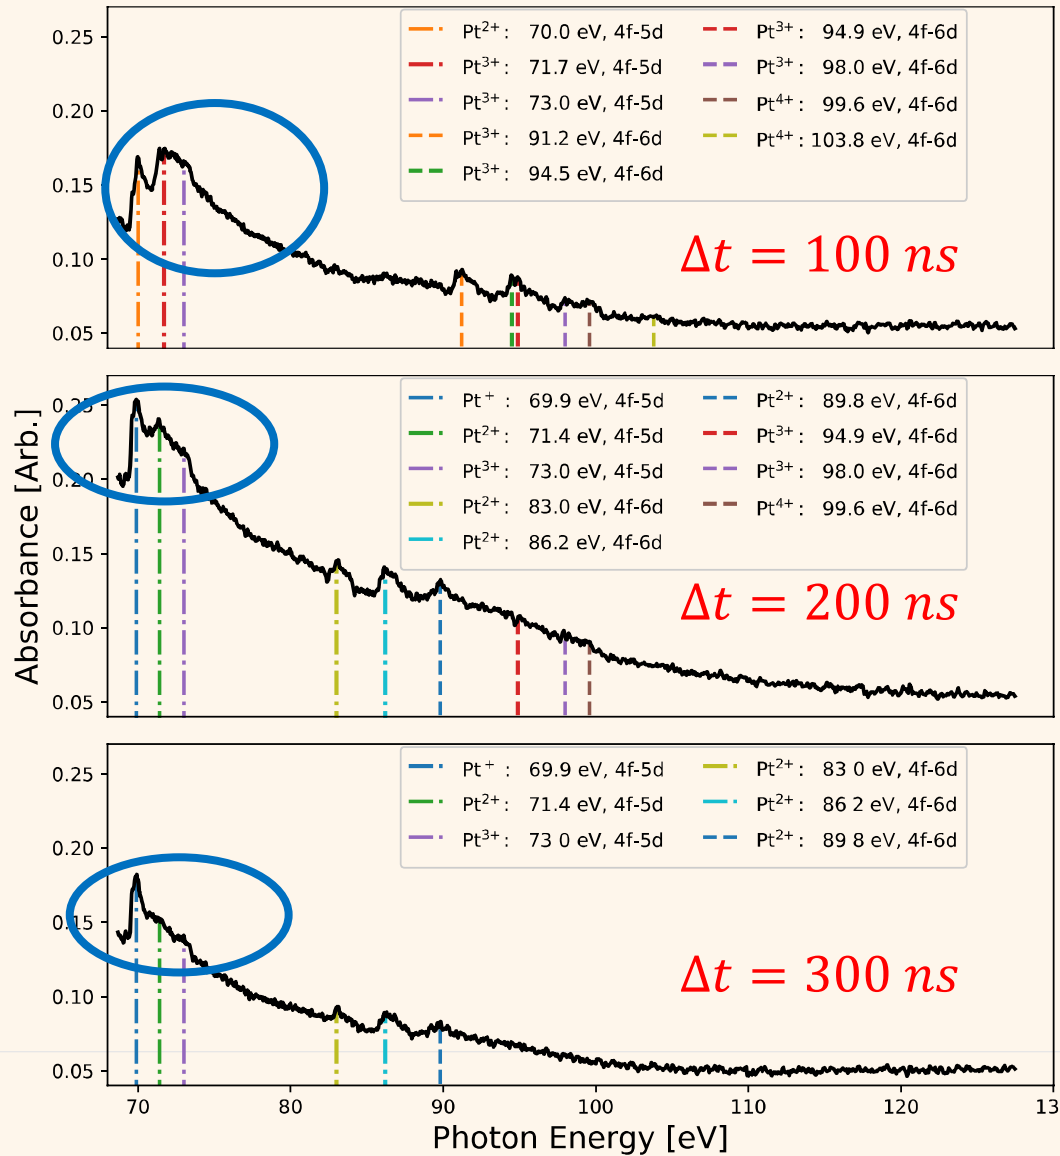 0.25
0.20
0.15
0.10
0.05
Pt2+: 70.0 eV, 4f-5d
Pt3+: 71.7 eV, 4f-5d
Pt3+: 73.0 eV, 4f-5d
Pt3+: 91.2 eV, 4f-6d
Pt3+: 94.5 eV, 4f-6d
Pt3+: 94.9 eV, 4f-6d
Pt3+: 98.0 eV, 4f-6d
Pt4+: 99.6 eV, 4f-6d
Pt4+: 103.8 eV, 4f-6d
Δt = 100 ns
Absorbance [Arb.]
0.25
0.20
0.15
0.10
0.05
Pt+ : 69.9 eV, 4f-5d
Pt2+: 71.4 eV, 4f-5d
Pt3+: 73.0 eV, 4f-5d
Pt2+: 83.0 eV, 4f-6d
Pt2+: 86.2 eV, 4f-6d
Pt2+: 89.8 eV, 4f-6d
Pt3+: 94.9 eV, 4f-6d
Pt3+: 98.0 eV, 4f-6d
Pt4+: 99.6 eV, 4f-6d
Δt = 200 ns
0.25
0.20
0.15
0.10
0.05
Pt+ : 69.9 eV, 4f-5d
Pt2+: 71.4 eV, 4f-5d
Pt3+: 73 0 eV, 4f-5d
Pt2+: 83 0 eV, 4f-6d
Pt2+: 86 2 eV, 4f-6d
Pt2+: 89 8 eV, 4f-6d
Δt = 300 ns
70 80 90 100 110 120 13
Photon Energy [eV]